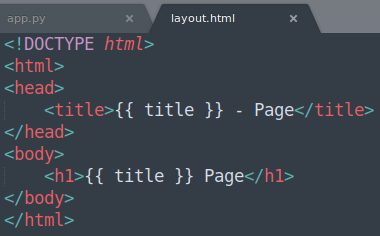 app.py × layout.html ×
<!DOCTYPE html>
<html>
<head>
    <title>{{ title }} - Page</title>
</head>
<body>
    <h1>{{ title }} Page</h1>
</body>
</html>